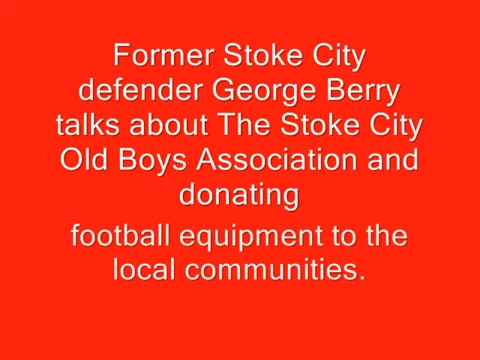 Former Stoke City
defender George Berry
talks about The Stoke City
Old Boys Association and
donating
football equipment to the
local communities.